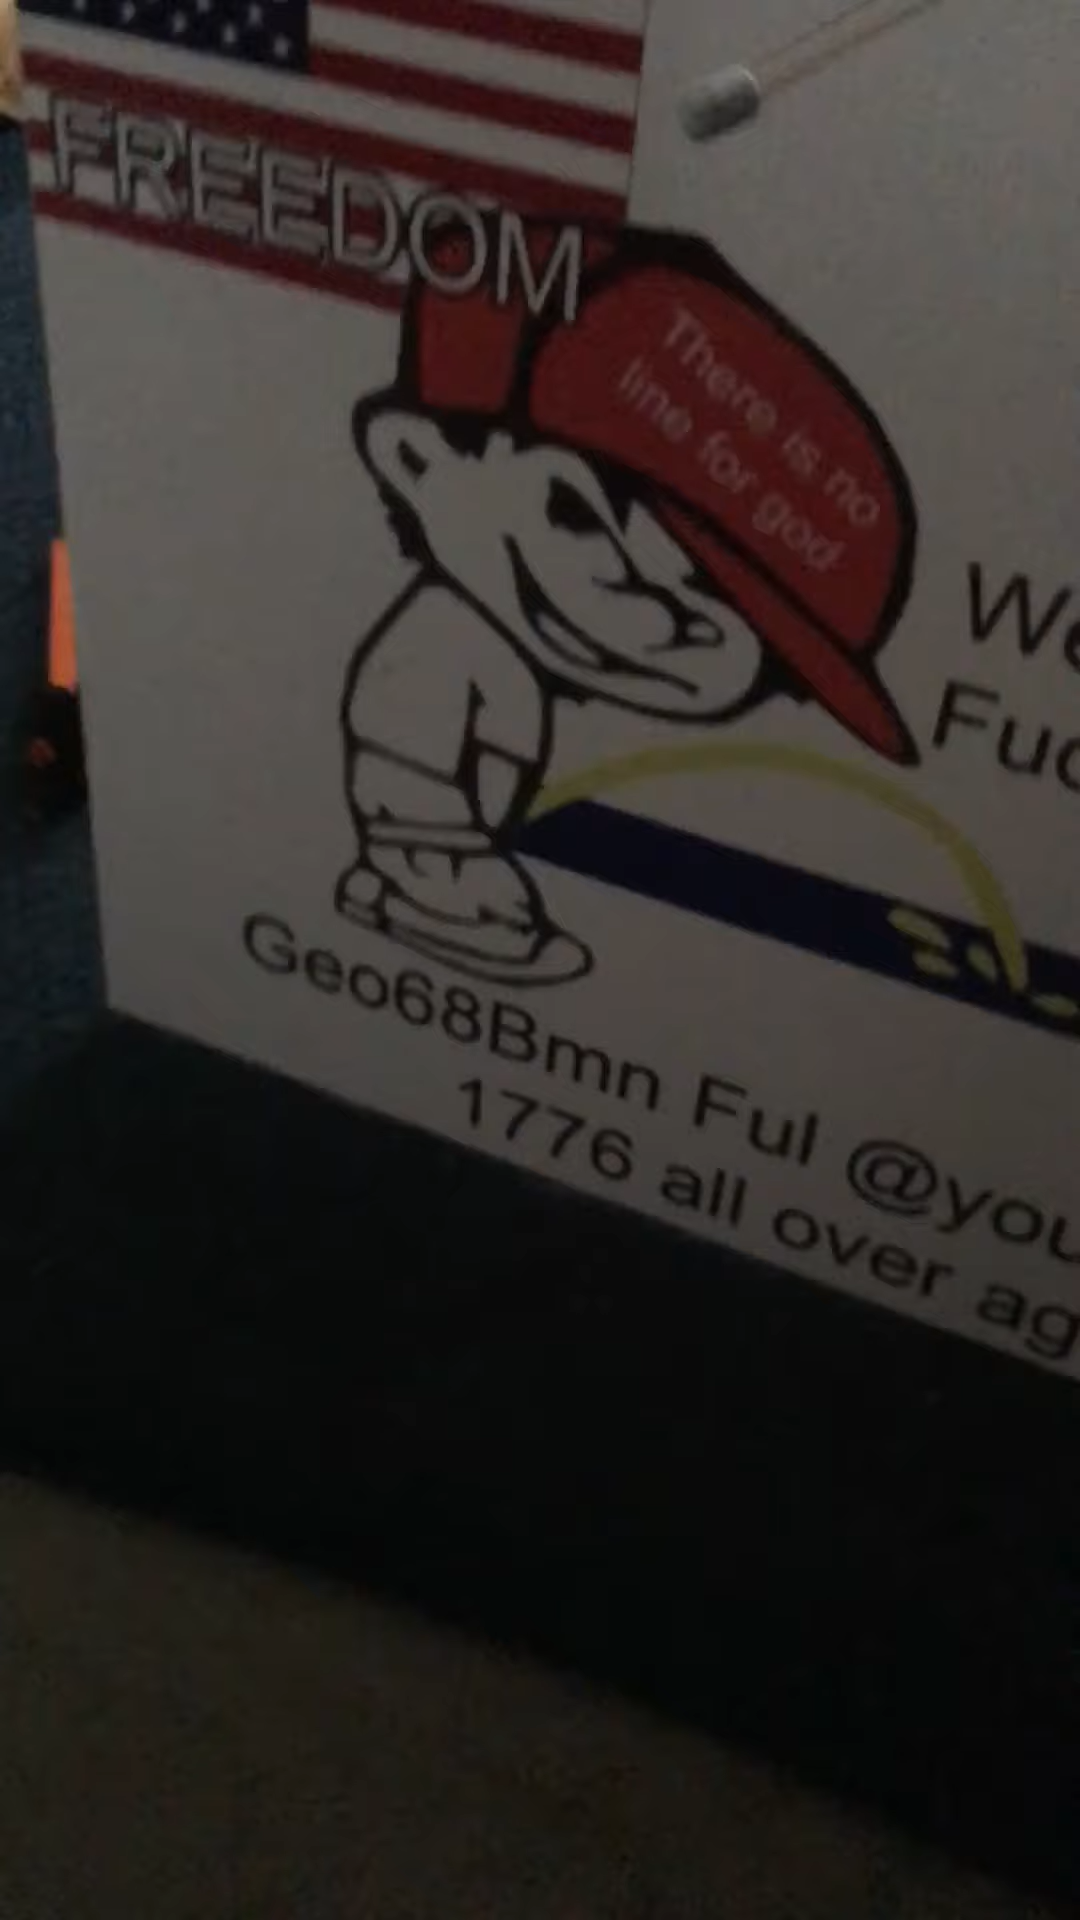 FREEDOM
There is no
line for god
We
Fuc
Geo68Bmn Ful @you
1776 all over ag